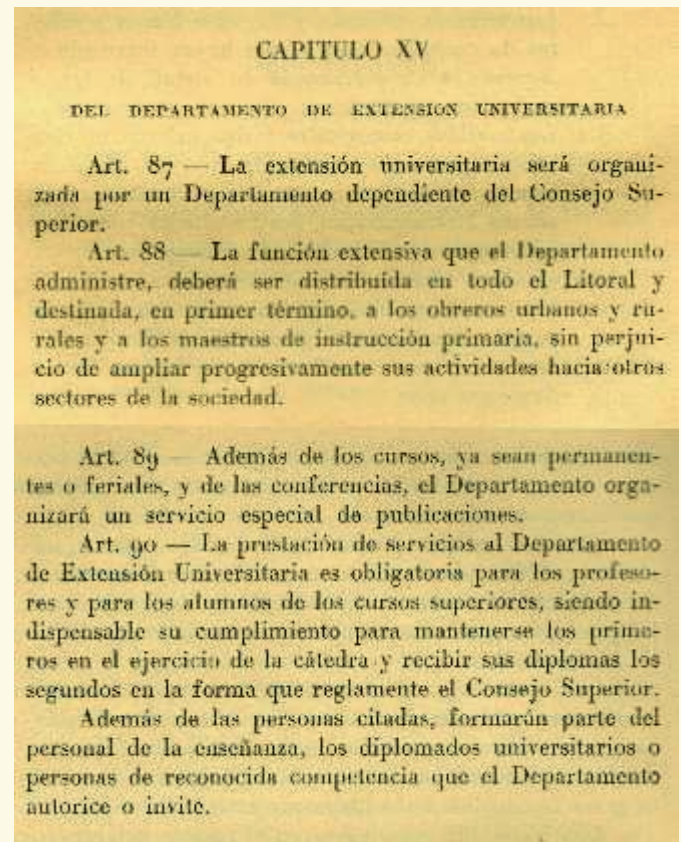 CAPITULO XV
DEL DEPARTAMENTO DE EXTENSION UNIVERSITARIA
Art. 87 — La extensión universitaria será organi-
zada por un Departamento dependiente del Consejo Su-
perior.
Art. 88 — La función extensiva que el Departamento
administre, deberá ser distribuída en todo el Litoral y
destinada, en primer término, a los obreros urbanos y ru-
rales y a los maestros de instrucción primaria, sin perjui-
cio de ampliar progresivamente sus actividades hacia otros
sectores de la sociedad.
Art. 89 — Además de los cursos, ya sean permanen-
tes o feriales, y de las conferencias, el Departamento orga-
nizará un servicio especial de publicaciones.
Art. 90 — La prestación de servicios al Departamento
de Extensión Universitaria es obligatoria para los profeso-
res y para los alumnos de los cursos superiores, siendo in-
dispensable su cumplimiento para mantenerse los prime-
ros en el ejercicio de la cátedra y recibir sus diplomas los
segundos en la forma que reglamente el Consejo Superior.
Además de las personas citadas, formarán parte del
personal de la enseñanza, los diplomados universitarios o
personas de reconocida competencia que el Departamento
autorice o invite.